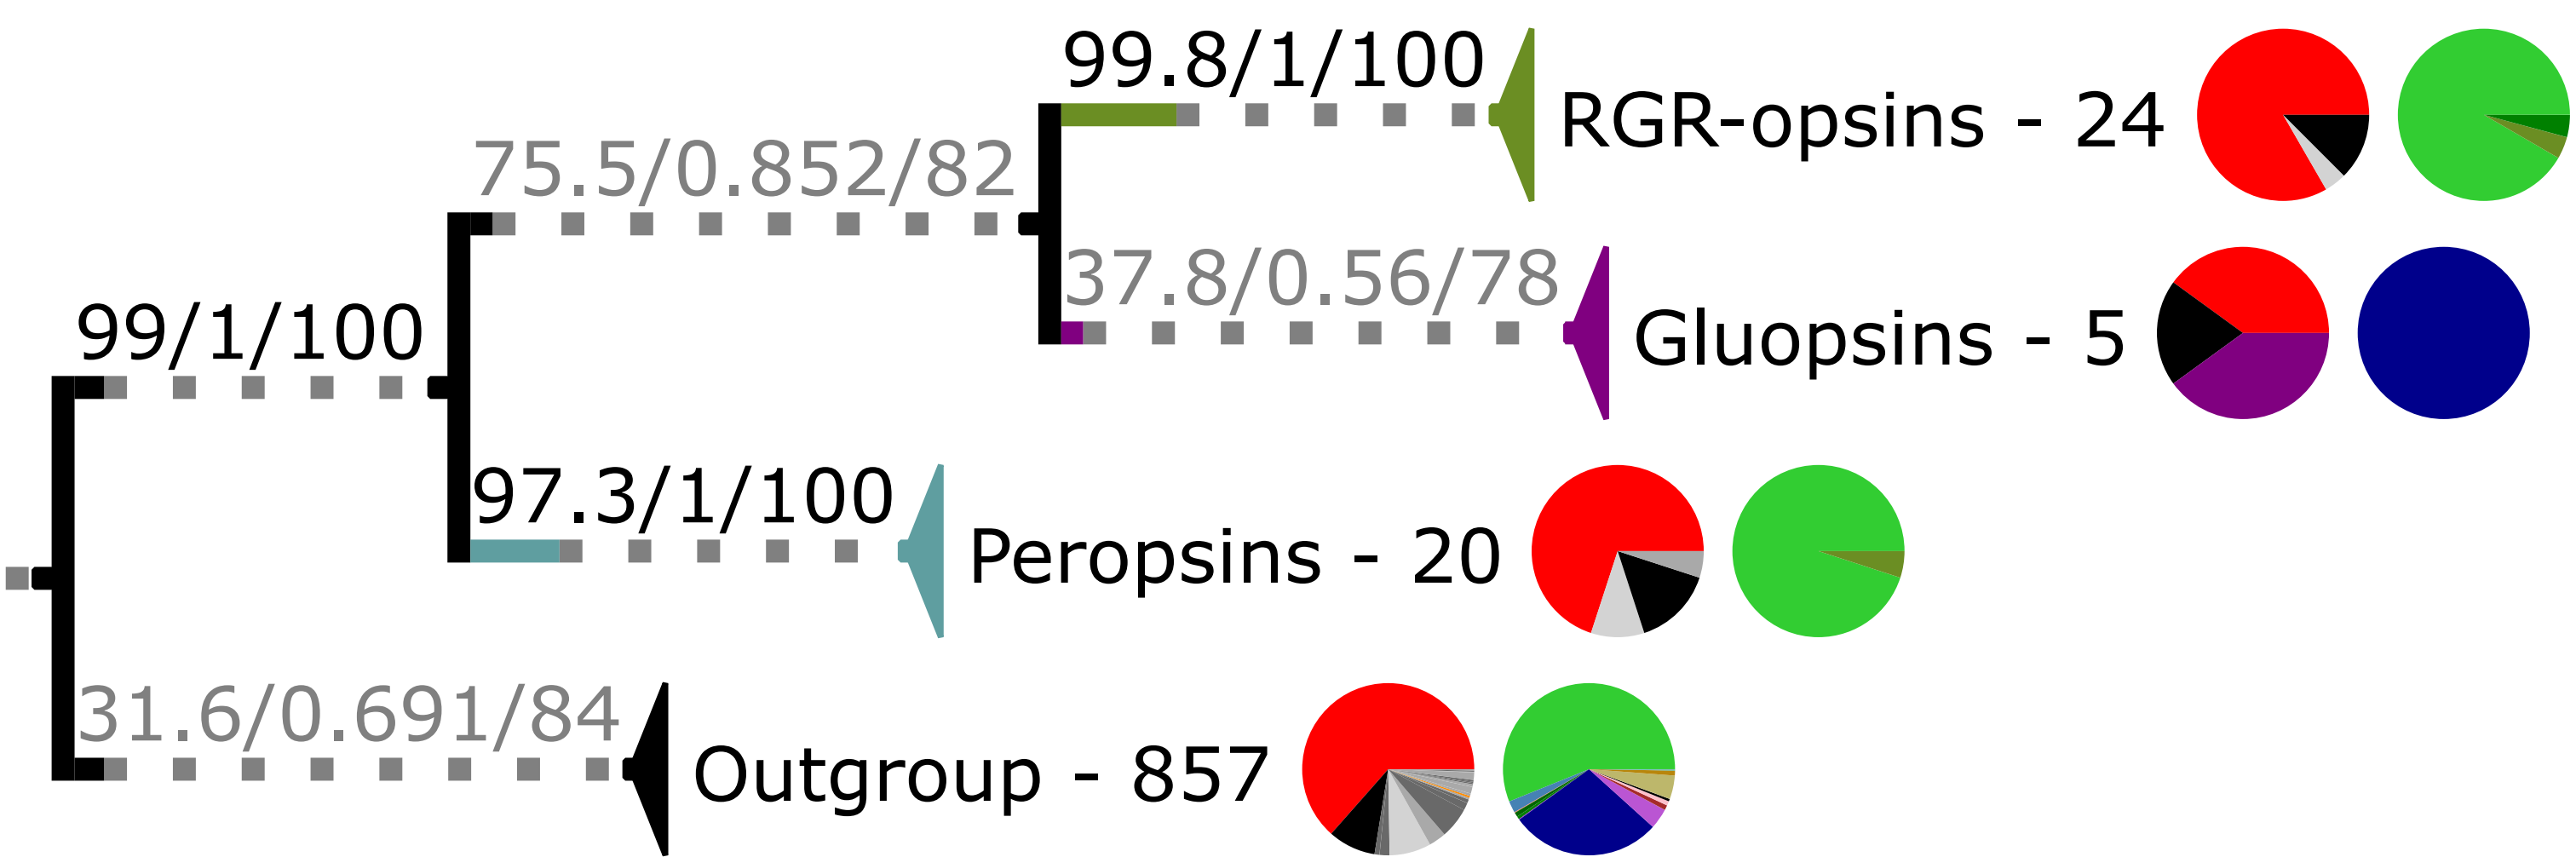 99.8/1/100
RGR-opsins - 24
75.5/0.852/82
37.8/0.56/78
Gluopsins - 5
99/1/100
97.3/1/100
Peropsins - 20
31.6/0.691/84
Outgroup - 857